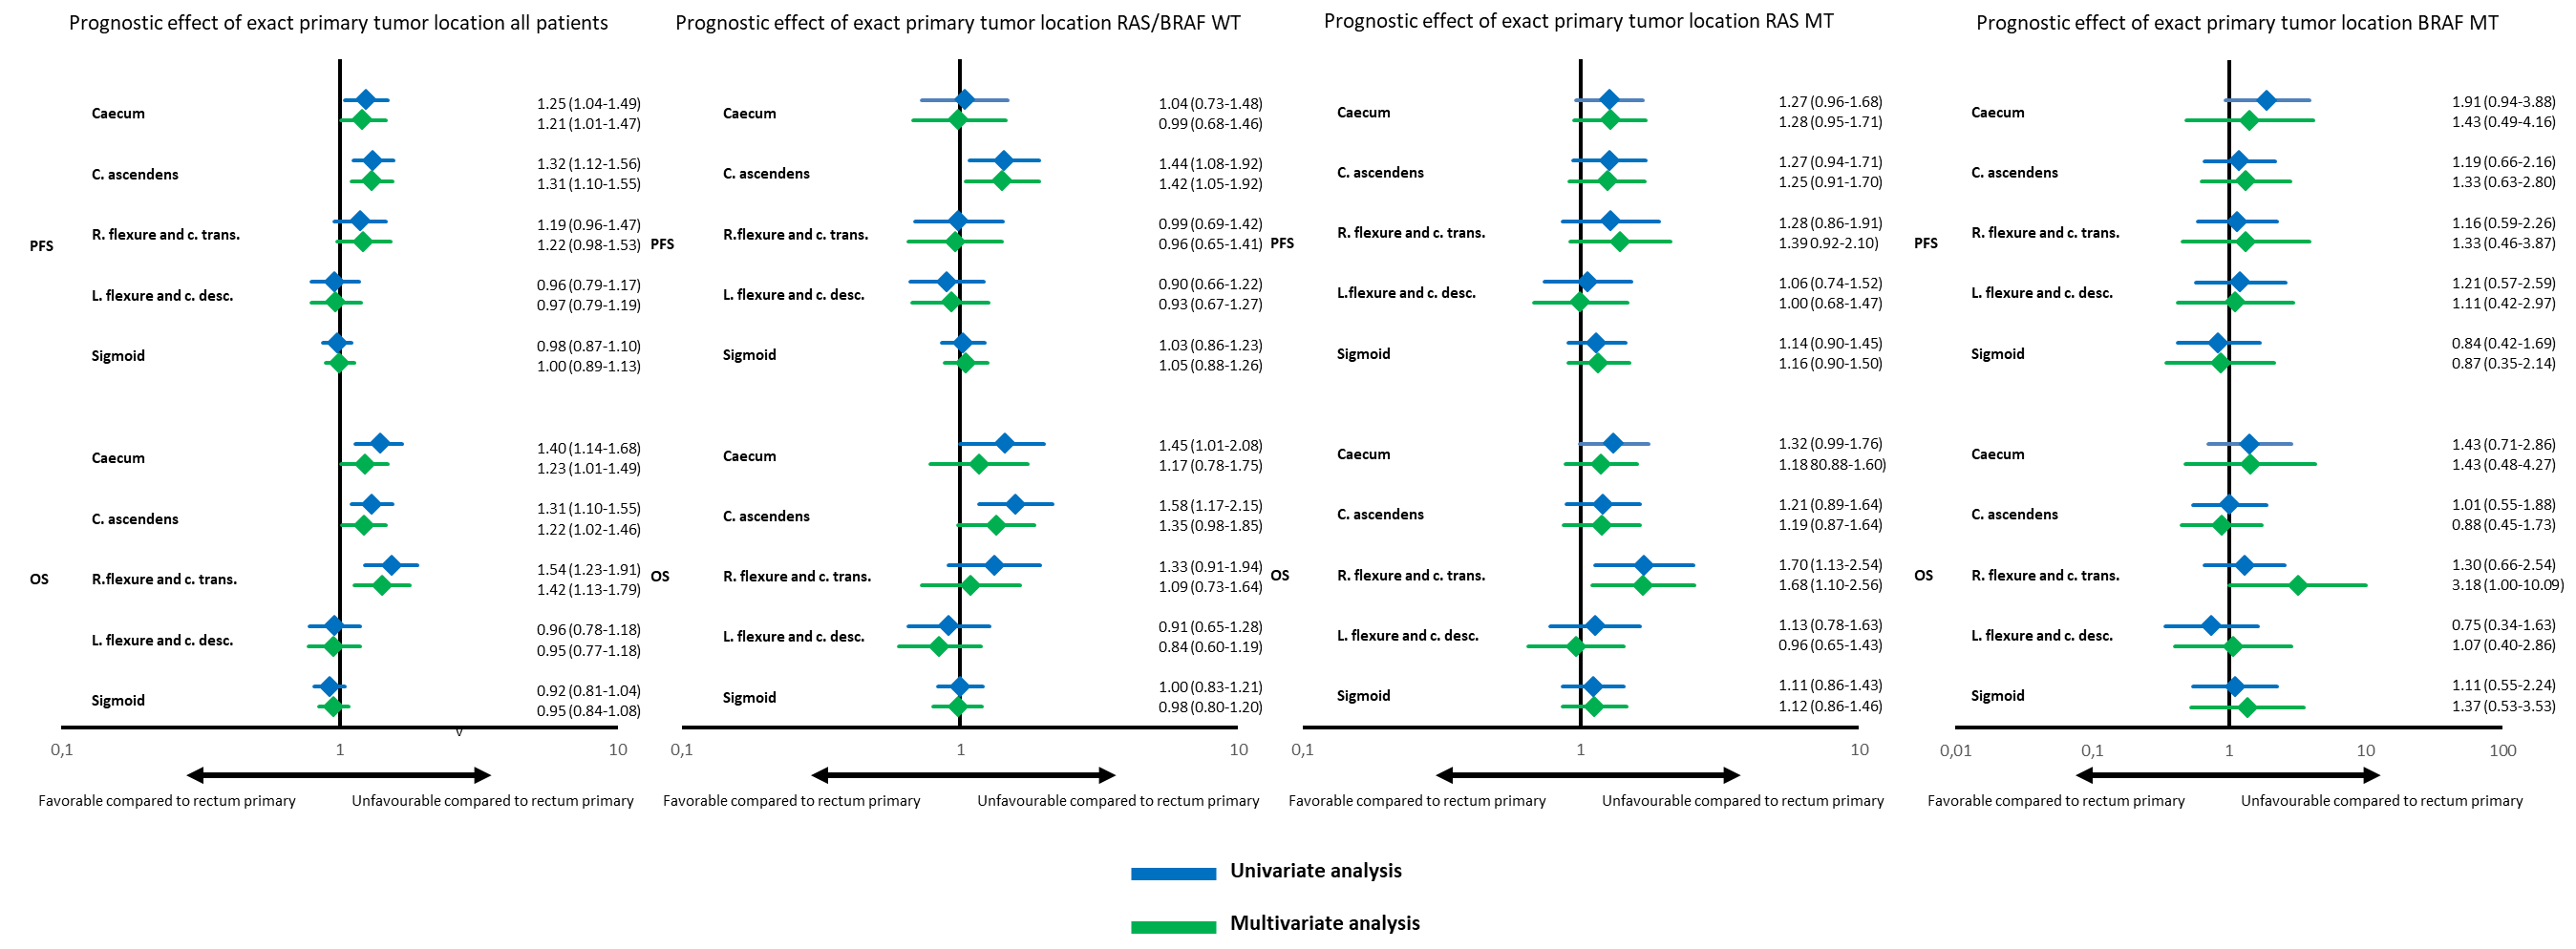 Prognostic effect of exact primary tumor location all patients
PFS
Caecum
1.25 (1.04-1.49)
1.21 (1.01-1.47)
C. ascendens
1.32 (1.12-1.56)
1.31 (1.10-1.55)
R. flexure and c. trans.
1.19 (0.96-1.47)
1.22 (0.98-1.53)
L. flexure and c. desc.
0.96 (0.79-1.17)
0.97 (0.79-1.19)
Sigmoid
0.98 (0.87-1.10)
1.00 (0.89-1.13)
OS
Caecum
1.40 (1.14-1.68)
1.23 (1.01-1.49)
C. ascendens
1.31 (1.10-1.55)
1.22 (1.02-1.46)
R.flexure and c. trans.
1.54 (1.23-1.91)
1.42 (1.13-1.79)
L. flexure and c. desc.
0.96 (0.78-1.18)
0.95 (0.77-1.18)
Sigmoid
0.92 (0.81-1.04)
0.95 (0.84-1.08)
0,1 1 10
Favorable compared to rectum primary Unfavourable compared to rectum primary
Prognostic effect of exact primary tumor location RAS/BRAF WT
PFS
Caecum
1.04 (0.73-1.48)
0.99 (0.68-1.46)
C. ascendens
1.44 (1.08-1.92)
1.42 (1.05-1.92)
R.flexure and c. trans.
0.99 (0.69-1.42)
0.96 (0.65-1.41)
L. flexure and c. desc.
0.90 (0.66-1.22)
0.93 (0.67-1.27)
Sigmoid
1.03 (0.86-1.23)
1.05 (0.88-1.26)
OS
Caecum
1.45 (1.01-2.08)
1.17 (0.78-1.75)
C. ascendens
1.58 (1.17-2.15)
1.35 (0.98-1.85)
R. flexure and c. trans.
1.33 (0.91-1.94)
1.09 (0.73-1.64)
L. flexure and c. desc.
0.91 (0.65-1.28)
0.84 (0.60-1.19)
Sigmoid
1.00 (0.83-1.21)
0.98 (0.80-1.20)
0,1 1 10
Favorable compared to rectum primary Unfavourable compared to rectum primary
Prognostic effect of exact primary tumor location RAS MT
PFS
Caecum
1.27 (0.96-1.68)
1.28 (0.95-1.71)
C. ascendens
1.27 (0.94-1.71)
1.25 (0.91-1.70)
R. flexure and c. trans.
1.28 (0.86-1.91)
1.39 0.92-2.10)
L.flexure and c. desc.
1.06 (0.74-1.52)
1.00 (0.68-1.47)
Sigmoid
1.14 (0.90-1.45)
1.16 (0.90-1.50)
OS
Caecum
1.32 (0.99-1.76)
1.18 80.88-1.60)
C. ascendens
1.21 (0.89-1.64)
1.19 (0.87-1.64)
R. flexure and c. trans.
1.70 (1.13-2.54)
1.68 (1.10-2.56)
L. flexure and c. desc.
1.13 (0.78-1.63)
0.96 (0.65-1.43)
Sigmoid
1.11 (0.86-1.43)
1.12 (0.86-1.46)
0,1 1 10
Favorable compared to rectum primary Unfavourable compared to rectum primary
Prognostic effect of exact primary tumor location BRAF MT
PFS
Caecum
1.91 (0.94-3.88)
1.43 (0.49-4.16)
C. ascendens
1.19 (0.66-2.16)
1.33 (0.63-2.80)
R. flexure and c. trans.
1.16 (0.59-2.26)
1.33 (0.46-3.87)
L. flexure and c. desc.
1.21 (0.57-2.59)
1.11 (0.42-2.97)
Sigmoid
0.84 (0.42-1.69)
0.87 (0.35-2.14)
OS
Caecum
1.43 (0.71-2.86)
1.43 (0.48-4.27)
C. ascendens
1.01 (0.55-1.88)
0.88 (0.45-1.73)
R. flexure and c. trans.
1.30 (0.66-2.54)
3.18 (1.00-10.09)
L. flexure and c. desc.
0.75 (0.34-1.63)
1.07 (0.40-2.86)
Sigmoid
1.11 (0.55-2.24)
1.37 (0.53-3.53)
0,01 0,1 1 10 100
Favorable compared to rectum primary Unfavourable compared to rectum primary
Univariate analysis
Multivariate analysis